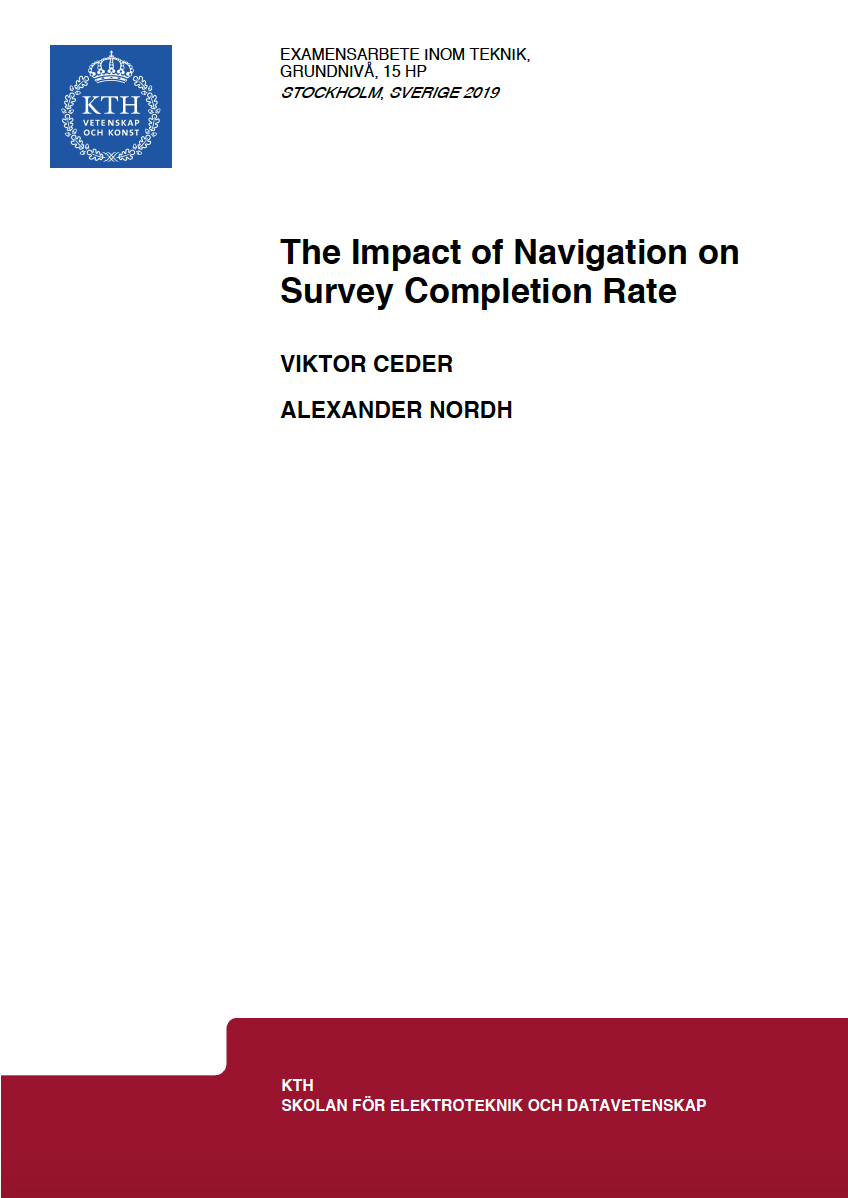 KTH
VETENSKAP
OCH KONST
EXAMENSARBETE INOM TEKNIK,
GRUNDNIVÅ, 15 HP
STOCKHOLM, SVERIGE 2019
The Impact of Navigation on
Survey Completion Rate
VIKTOR CEDER
ALEXANDER NORDH
KTH
SKOLAN FÖR ELEKTROTEKNIK OCH DATAVETENSKAP